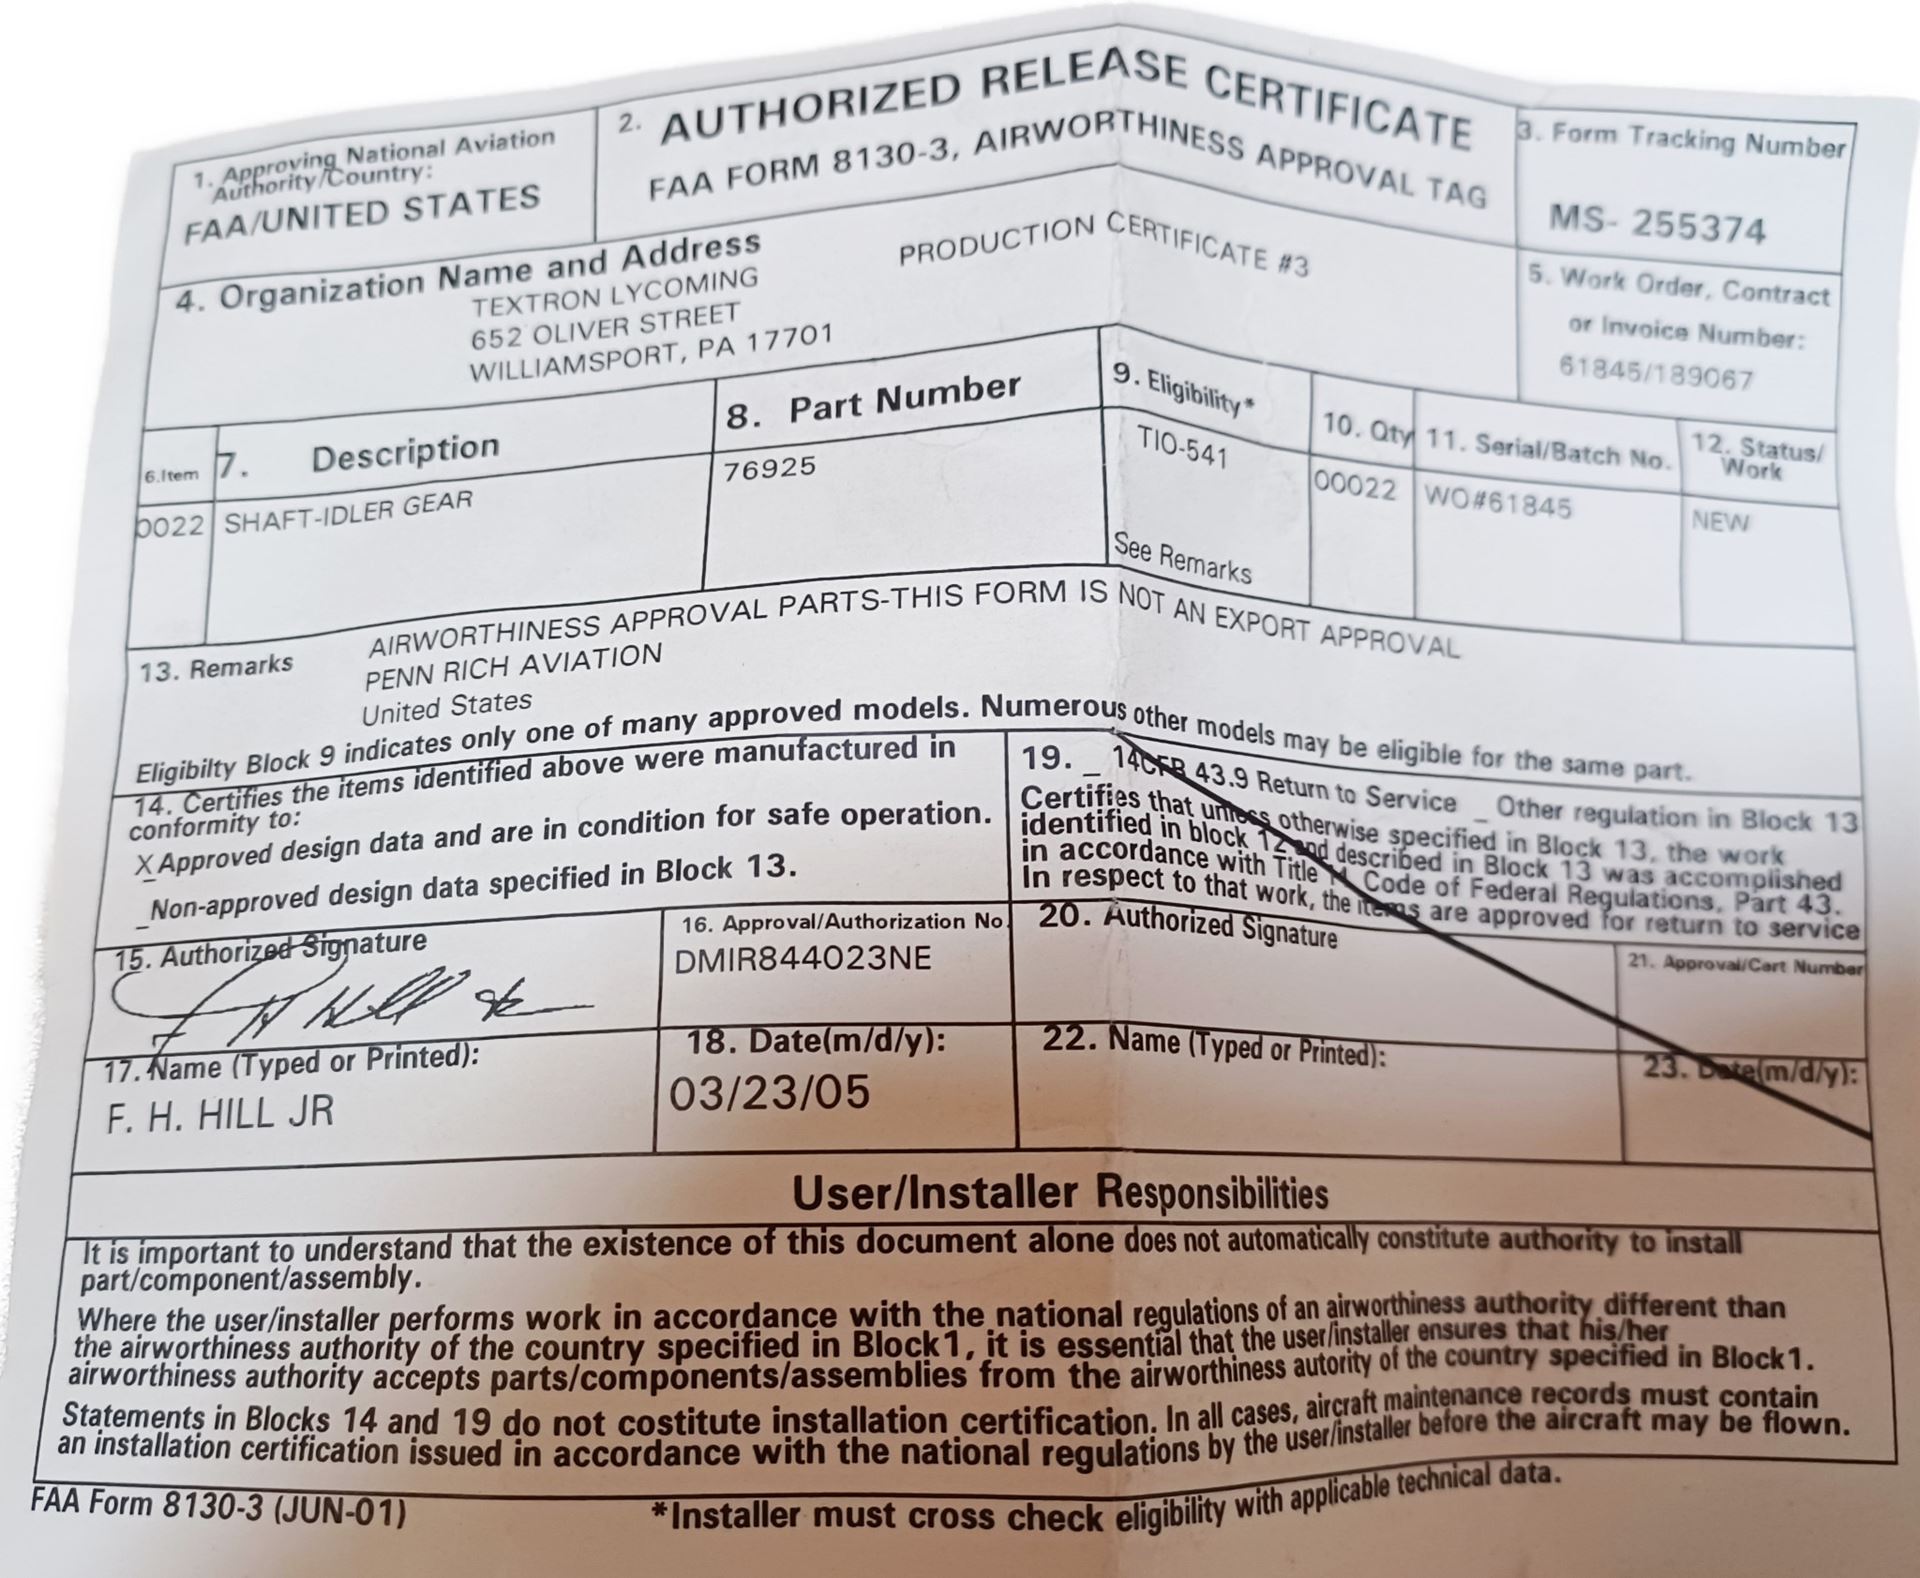 1. Approving National Aviation
Authority/Country:
FAA/UNITED STATES
2. AUTHORIZED RELEASE CERTIFICATE
FAA FORM 8130-3, AIRWORTHINESS APPROVAL TAG
3. Form Tracking Number
MS- 255374
4. Organization Name and Address
TEXTRON LYCOMING
652 OLIVER STREET
WILLIAMSPORT, PA 17701
PRODUCTION CERTIFICATE #3
5. Work Order, Contract
or Invoice Number:
61845/189067
6.Item
7. Description
8. Part Number
9. Eligibility*
10. Qty
11. Serial/Batch No.
12. Status/
Work
0022
SHAFT-IDLER GEAR
76925
TIO-541
See Remarks
00022
WO#61845
NEW
13. Remarks
AIRWORTHINESS APPROVAL PARTS-THIS FORM IS NOT AN EXPORT APPROVAL
PENN RICH AVIATION
United States
Eligibilty Block 9 indicates only one of many approved models. Numerous other models may be eligible for the same part.
14. Certifies the items identified above were manufactured in
conformity to:
X Approved design data and are in condition for safe operation.
_Non-approved design data specified in Block 13.
19. _ 14CFR 43.9 Return to Service _ Other regulation in Block 13
Certifies that unless otherwise specified in Block 13, the work
identified in block 12 and described in Block 13 was accomplished
in accordance with Title 14, Code of Federal Regulations, Part 43.
In respect to that work, the items are approved for return to service
15. Authorized Signature
F H Hill Jr
16. Approval/Authorization No.
DMIR844023NE
20. Authorized Signature
21. Approval/Cert Number
17. Name (Typed or Printed):
F. H. HILL JR
18. Date(m/d/y):
03/23/05
22. Name (Typed or Printed):
23. Date(m/d/y):
User/Installer Responsibilities
It is important to understand that the existence of this document alone does not automatically constitute authority to install
part/component/assembly.
Where the user/installer performs work in accordance with the national regulations of an airworthiness authority different than
the airworthiness authority of the country specified in Block1, it is essential that the user/installer ensures that his/her
airworthiness authority accepts parts/components/assemblies from the airworthiness autority of the country specified in Block1.
Statements in Blocks 14 and 19 do not costitute installation certification. In all cases, aircraft maintenance records must contain
an installation certification issued in accordance with the national regulations by the user/installer before the aircraft may be flown.
FAA Form 8130-3 (JUN-01)
*Installer must cross check eligibility with applicable technical data.